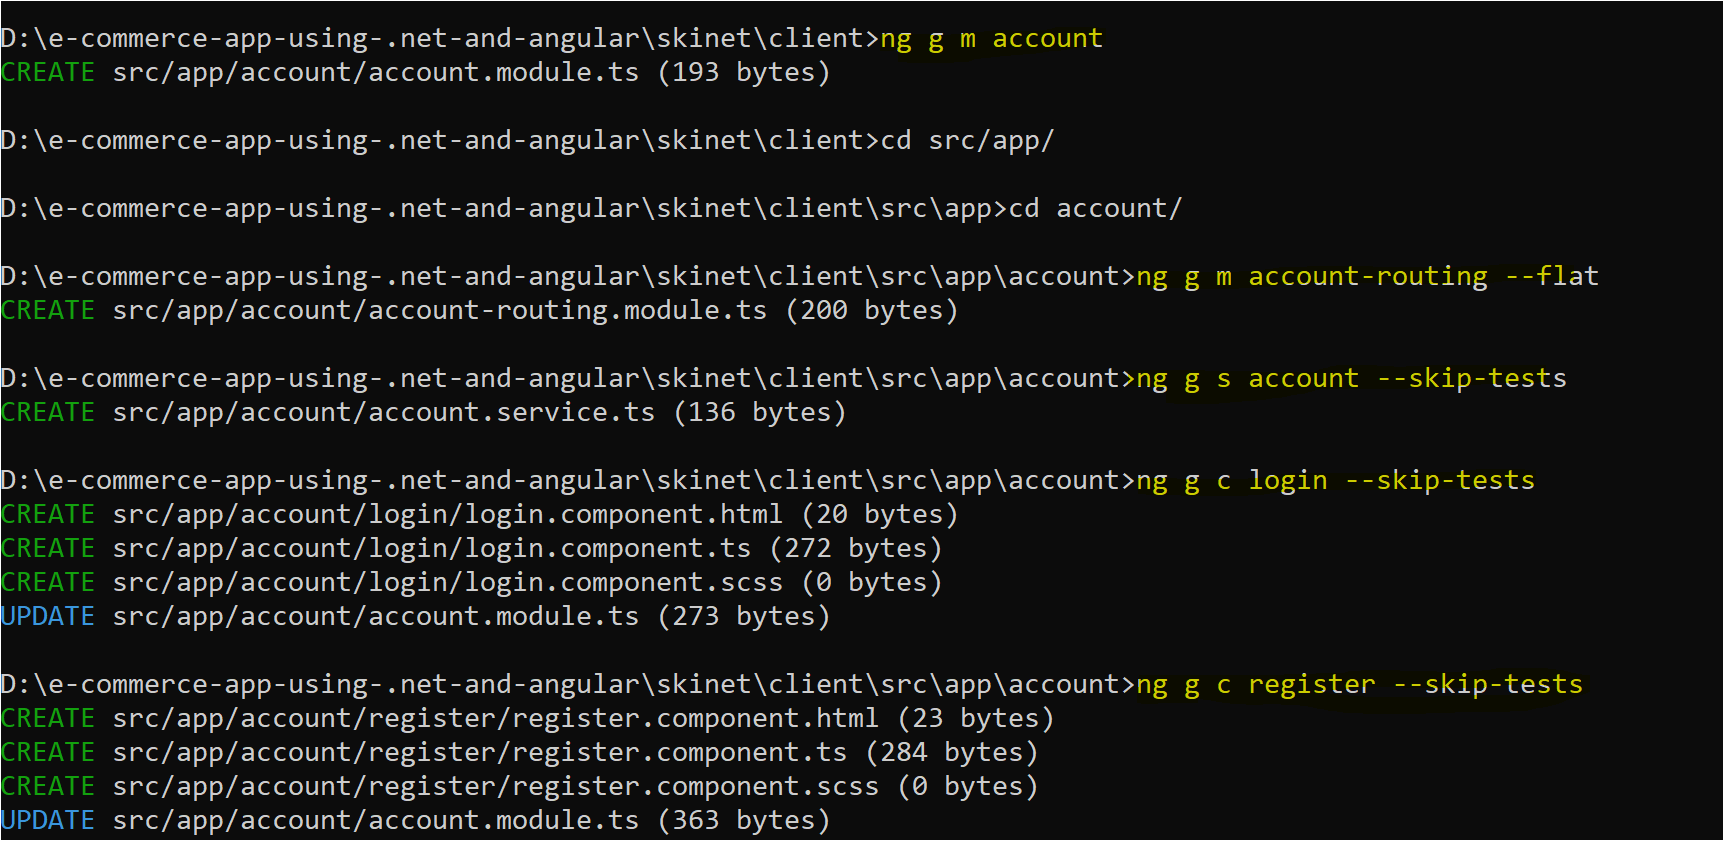 D:\e-commerce-app-using-.net-and-angular\skinet\client>ng g m account
CREATE src/app/account/account.module.ts (193 bytes)
D:\e-commerce-app-using-.net-and-angular\skinet\client>cd src/app/
D:\e-commerce-app-using-.net-and-angular\skinet\client\src\app>cd account/
D:\e-commerce-app-using-.net-and-angular\skinet\client\src\app\account>ng g m account-routing --flat
CREATE src/app/account/account-routing.module.ts (200 bytes)
D:\e-commerce-app-using-.net-and-angular\skinet\client\src\app\account>ng g s account --skip-tests
CREATE src/app/account/account.service.ts (136 bytes)
D:\e-commerce-app-using-.net-and-angular\skinet\client\src\app\account>ng g c login --skip-tests
CREATE src/app/account/login/login.component.html (20 bytes)
CREATE src/app/account/login/login.component.ts (272 bytes)
CREATE src/app/account/login/login.component.scss (0 bytes)
UPDATE src/app/account/account.module.ts (273 bytes)
D:\e-commerce-app-using-.net-and-angular\skinet\client\src\app\account>ng g c register --skip-tests
CREATE src/app/account/register/register.component.html (23 bytes)
CREATE src/app/account/register/register.component.ts (284 bytes)
CREATE src/app/account/register/register.component.scss (0 bytes)
UPDATE src/app/account/account.module.ts (363 bytes)